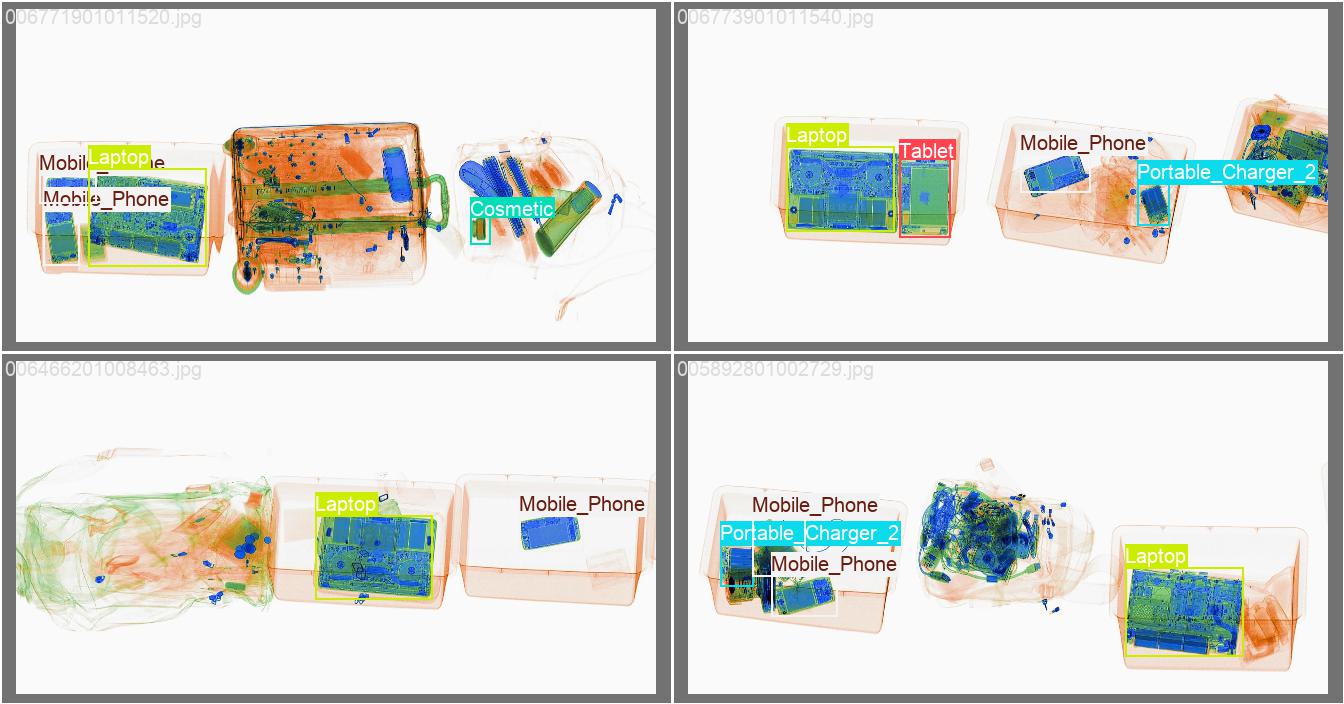 006771901011520.jpg
Mobile_Phone
Laptop
Mobile_Phone
Cosmetic
006773901011540.jpg
Laptop
Tablet
Mobile_Phone
Portable_Charger_2
006466201008463.jpg
Laptop
Mobile_Phone
005892801002729.jpg
Mobile_Phone
Portable_Charger_2
Mobile_Phone
Laptop